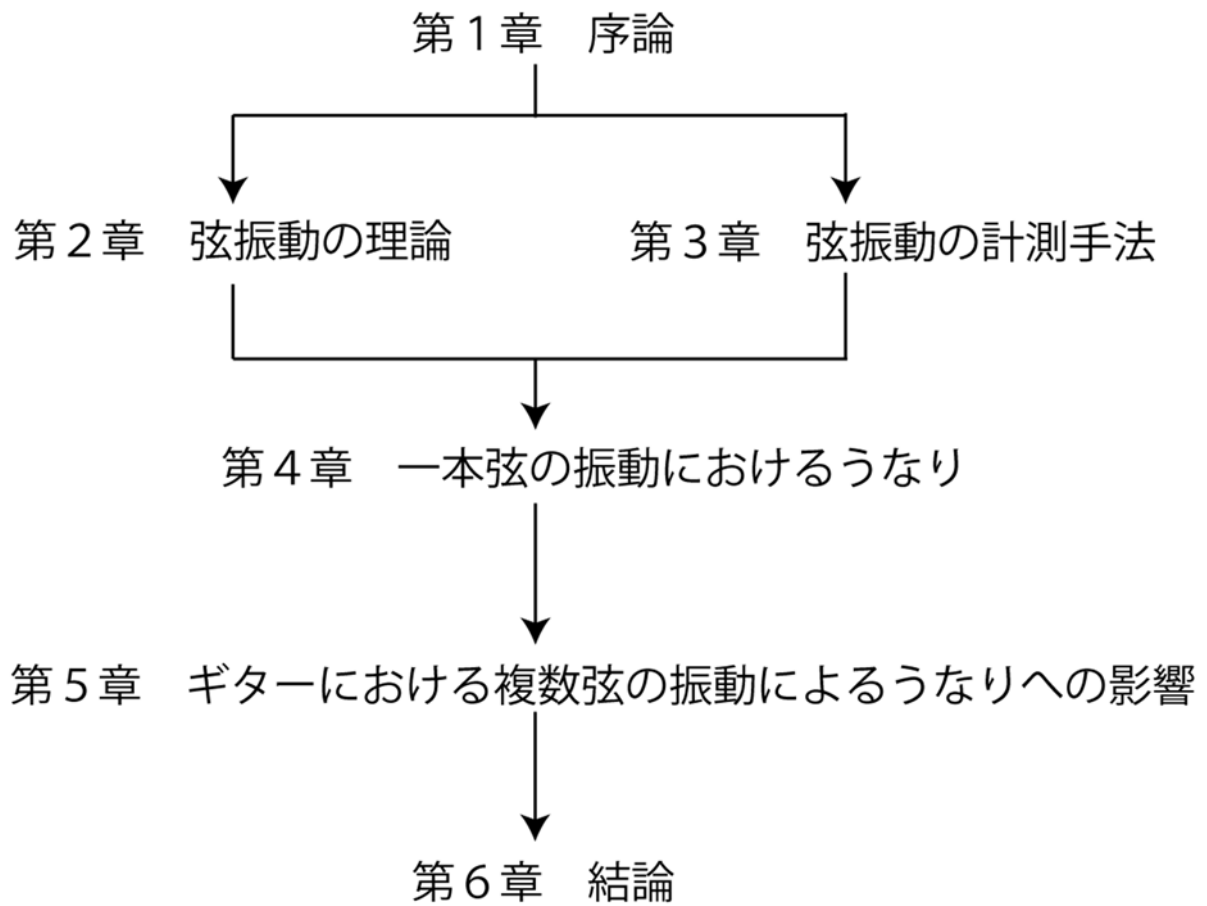 第１章　序論
第２章　弦振動の理論
第３章　弦振動の計測手法
第４章　一本弦の振動におけるうなり
第５章　ギターにおける複数弦の振動によるうなりへの影響
第６章　結論